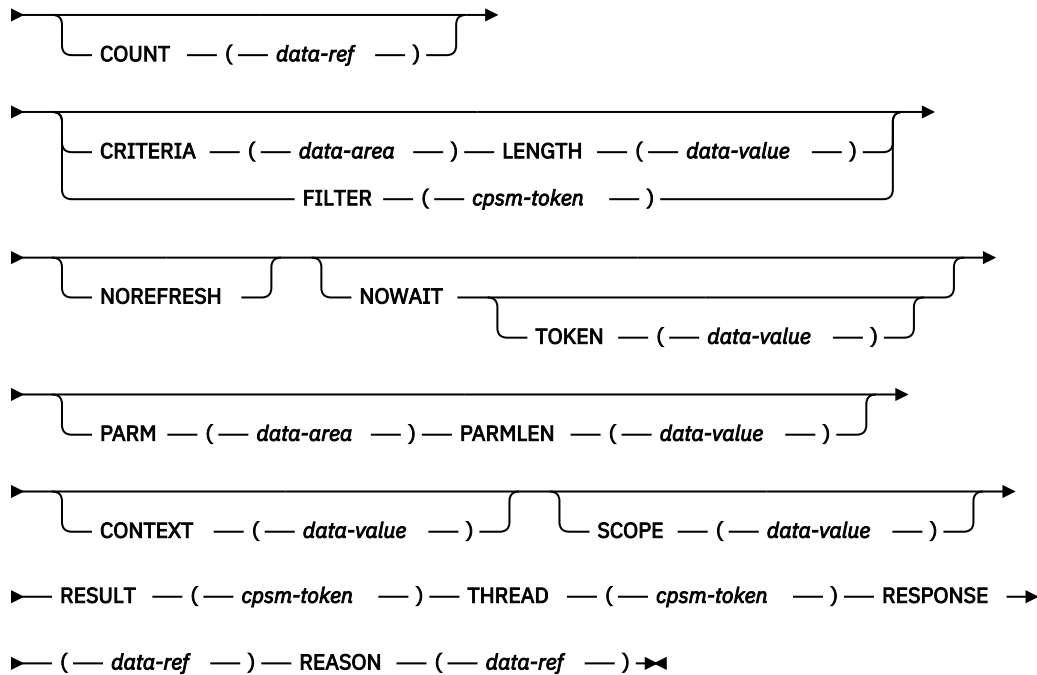 COUNT ( data-ref )
CRITERIA ( data-area ) LENGTH ( data-value )
FILTER ( cpsm-token )
NOREFRESH NOWAIT
TOKEN ( data-value )
PARM ( data-area ) PARMLEN ( data-value )
CONTEXT ( data-value ) SCOPE ( data-value )
RESULT ( cpsm-token ) THREAD ( cpsm-token ) RESPONSE
( data-ref ) REASON ( data-ref )